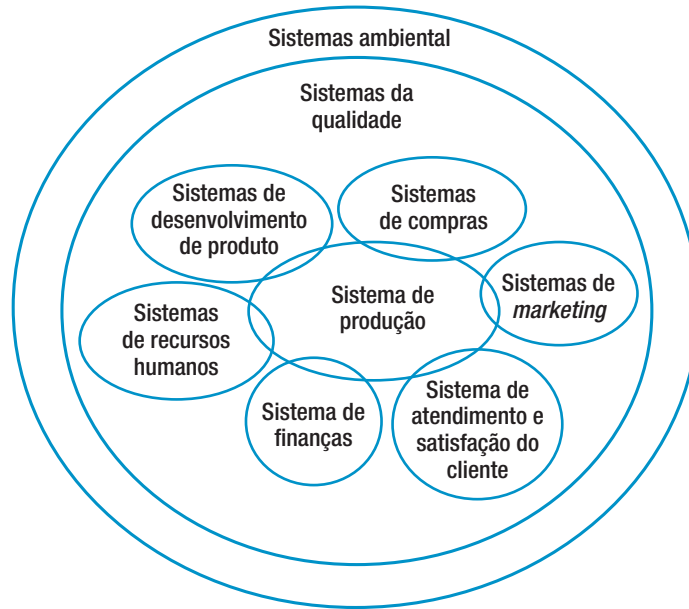 Sistemas ambiental
Sistemas da
qualidade
Sistemas de
desenvolvimento
de produto
Sistemas
de compras
Sistema de
produção
Sistemas de
marketing
Sistemas
de recursos
humanos
Sistema de
finanças
Sistema de
atendimento e
satisfação do
cliente